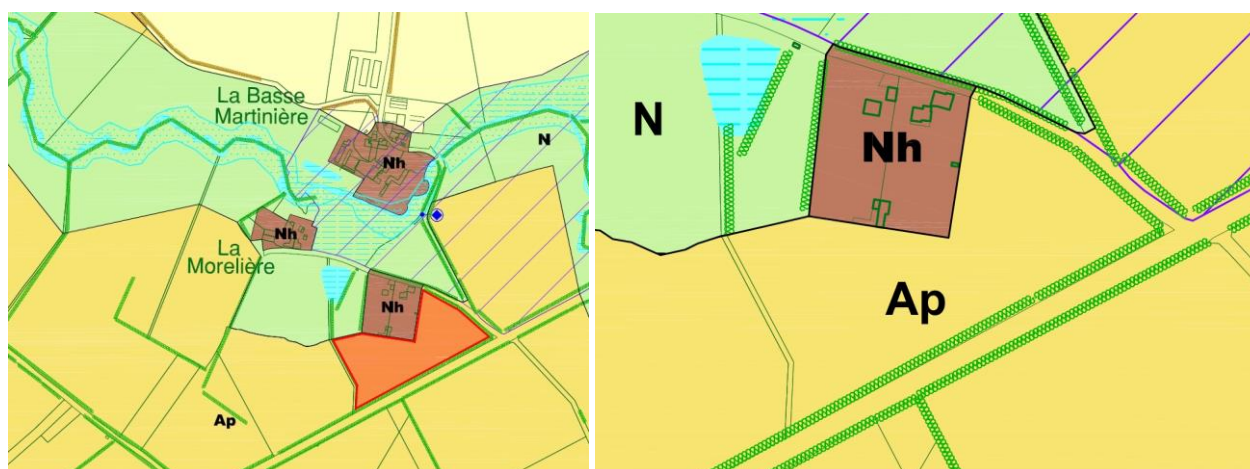 La Basse
Martinière
Nh
N
Nh
La
Morelière
Nh
Ap
N
Nh
Ap